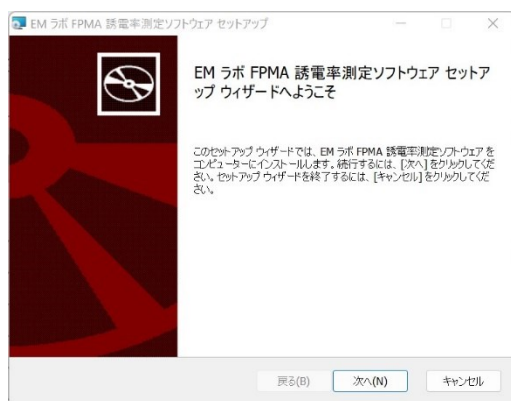 EM ラボ FPMA 誘電率測定ソフトウェア セットアップ
EM ラボ FPMA 誘電率測定ソフトウェア セットア
ップ ウィザードへようこそ
このセットアップ ウィザードでは、EM ラボ FPMA 誘電率測定ソフトウェア を
コンピューターにインストールします。続行するには、[次へ] をクリックしてくだ
さい。セットアップ ウィザードを終了するには、[キャンセル] をクリックしてくだ
さい。
戻る(B) 次へ(N) キャンセル